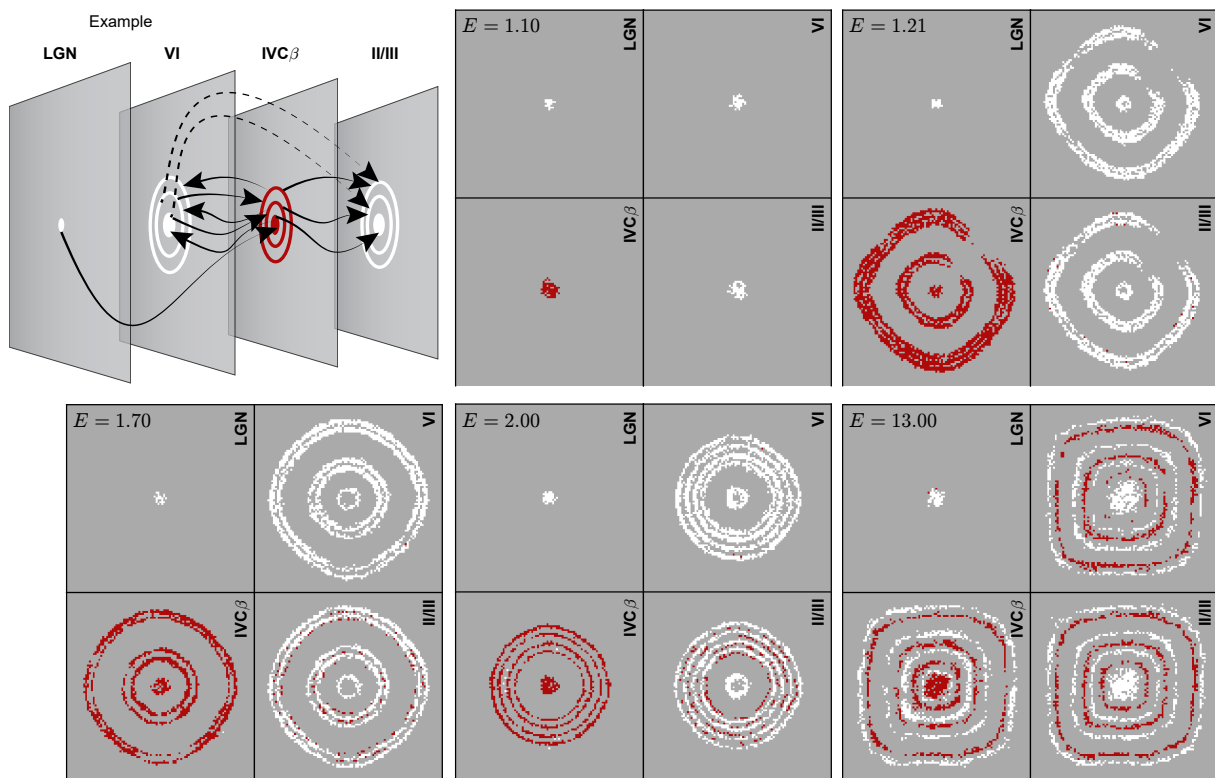 Example
LGN
VI
IVCβ
II/III
E = 1.10
LGN
VI
IVCβ
II/III
E = 1.21
LGN
VI
IVCβ
II/III
E = 1.70
LGN
VI
IVCβ
II/III
E = 2.00
LGN
VI
IVCβ
II/III
E = 13.00
LGN
VI
IVCβ
II/III